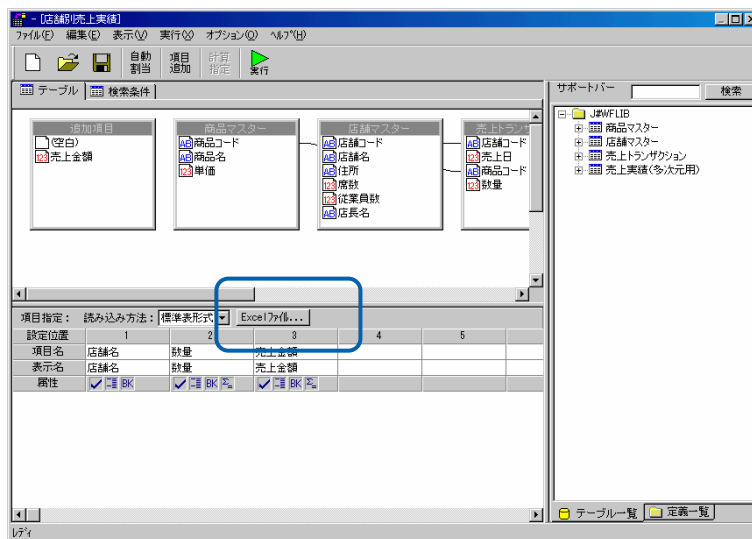 - [店舗別売上実績]
ファイル(F) 編集(E) 表示(V) 実行(X) オプション(O) ヘルプ(H)
自動割当 項目追加 計算指定 実行
テーブル 検索条件
サポートバー 検索
追加項目
(空白)
売上金額
商品マスター
商品コード
商品名
単価
店舗マスター
店舗コード
店舗名
住所
席数
従業員数
店長名
売上トランザ
店舗コード
売上日
商品コード
数量
J#WFLIB
商品マスター
店舗マスター
売上トランザクション
売上実績(多次元用)
項目指定： 読み込み方法： 標準表形式 Excelファイル...
設定位置 1 2 3 4 5
項目名 店舗名 数量 売上金額
表示名 店舗名 数量 売上金額
属性 BK BK Σ BK Σ
テーブル一覧 定義一覧
レディ